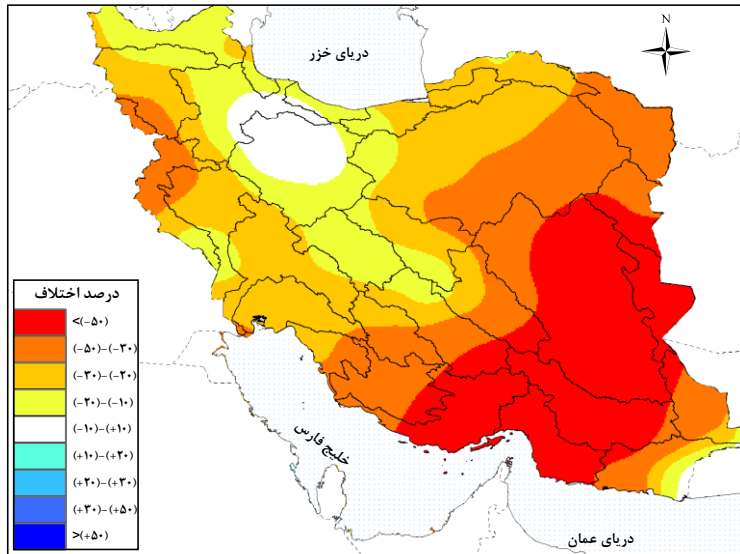 N
دریای خزر
درصد اختلاف
<(-۵۰)
(-۵۰)-(-۳۰)
(-۳۰)-(-۲۰)
(-۲۰)-(-۱۰)
(-۱۰)-(+۱۰)
(+۱۰)-(+۲۰)
(+۲۰)-(+۳۰)
(+۳۰)-(+۵۰)
>(+۵۰)
خلیج فارس
دریای عمان